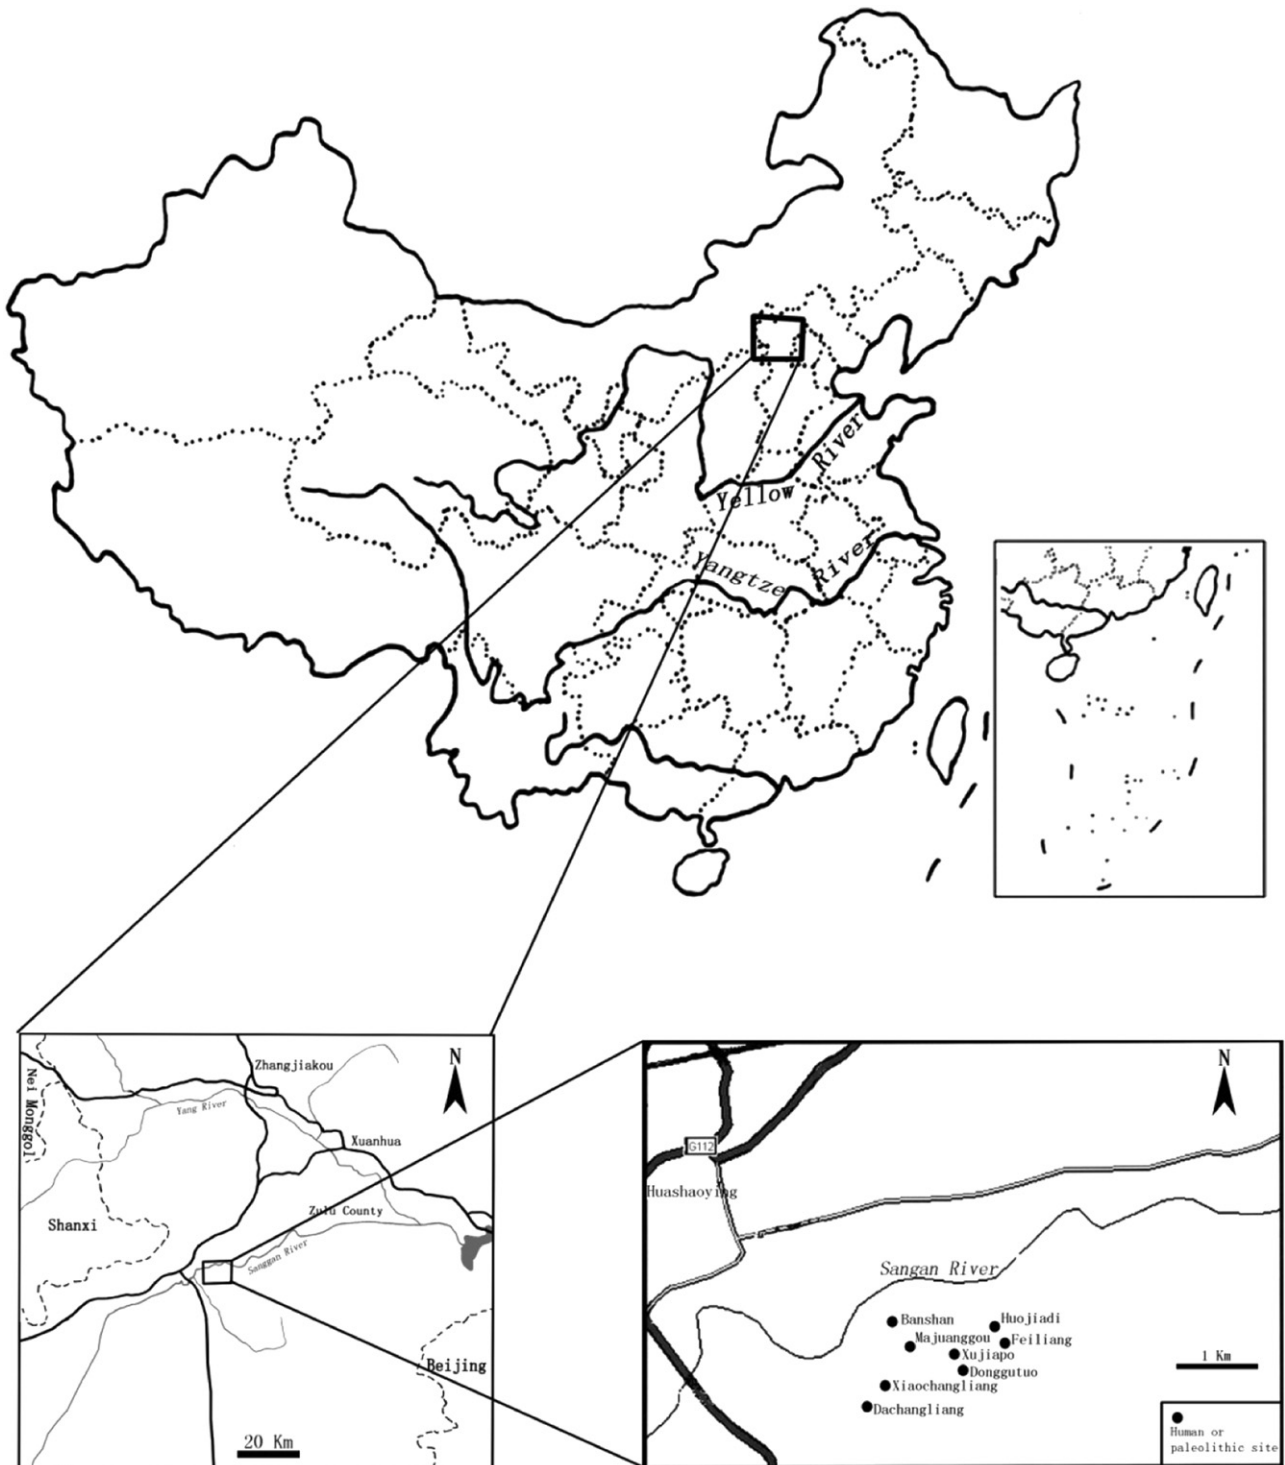 Yellow River
Yangtze River
N
Zhangjiakou
Nei Monggol
Yang River
Xuanhua
Zulu County
Shanxi
Sanggan River
Beijing
20 Km
N
G112
Huashaoying
Sangan River
Banshan
Huojiadi
Majuanggou
Feiliang
Xujiapo
Donggutuo
Xiaochangliang
Dachangliang
1 Km
Human or
paleolithic site